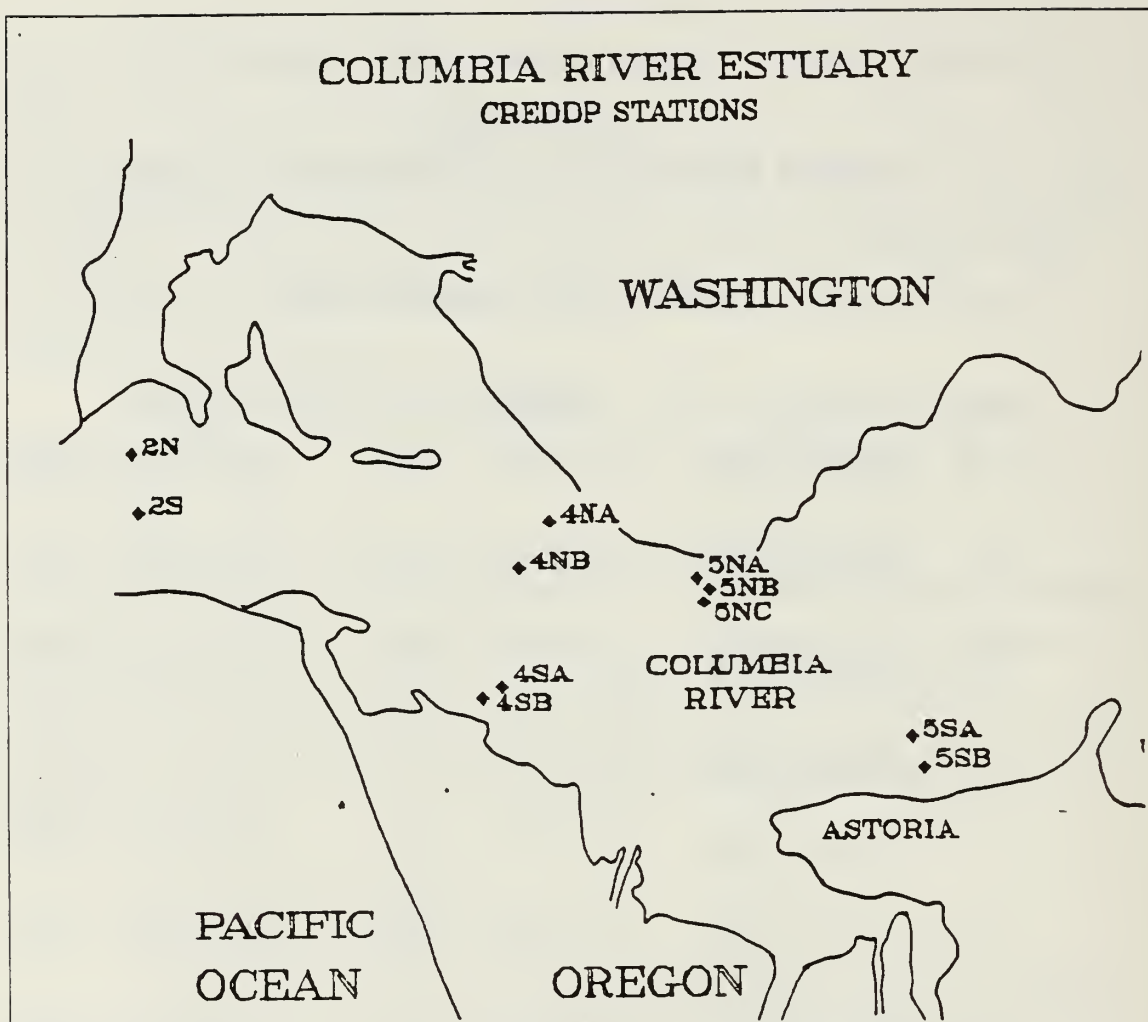 COLUMBIA RIVER ESTUARY
CREDDP STATIONS
WASHINGTON
2N
2S
4NA
4NB
5NA
5NB
5NC
COLUMBIA
RIVER
4SA
4SB
5SA
5SB
ASTORIA
PACIFIC
OCEAN
OREGON